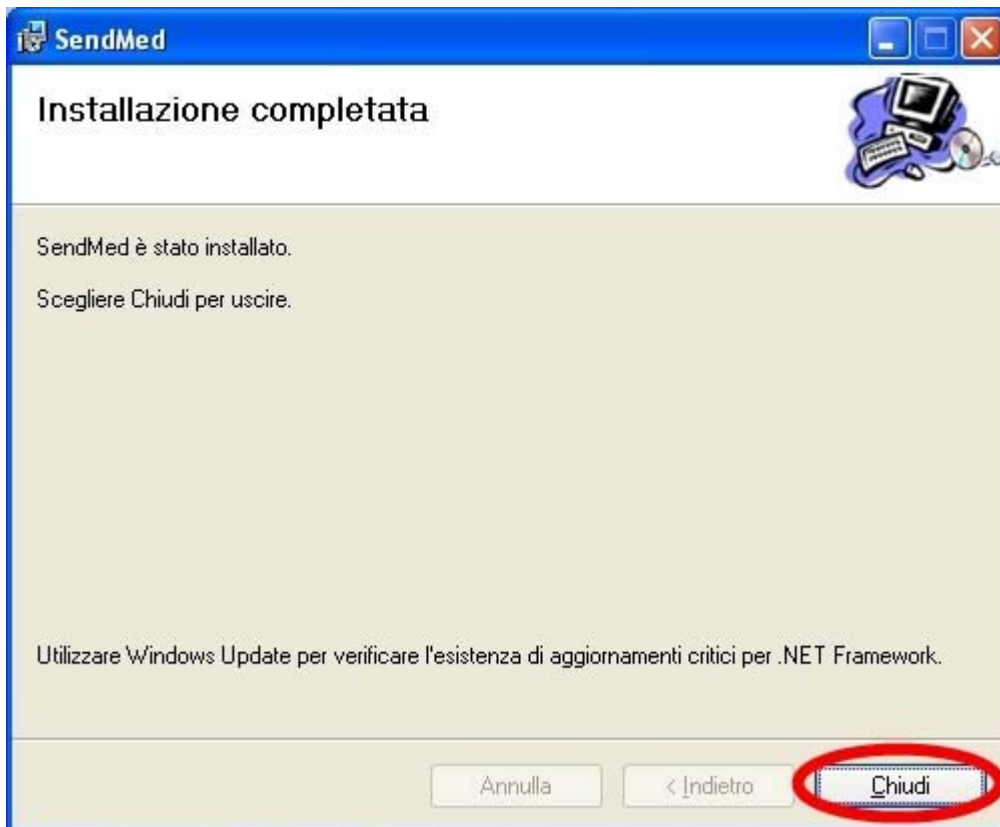 SendMed
Installazione completata
SendMed è stato installato.
Scegliere Chiudi per uscire.
Utilizzare Windows Update per verificare l'esistenza di aggiornamenti critici per .NET Framework.
Annulla
< Indietro
Chiudi